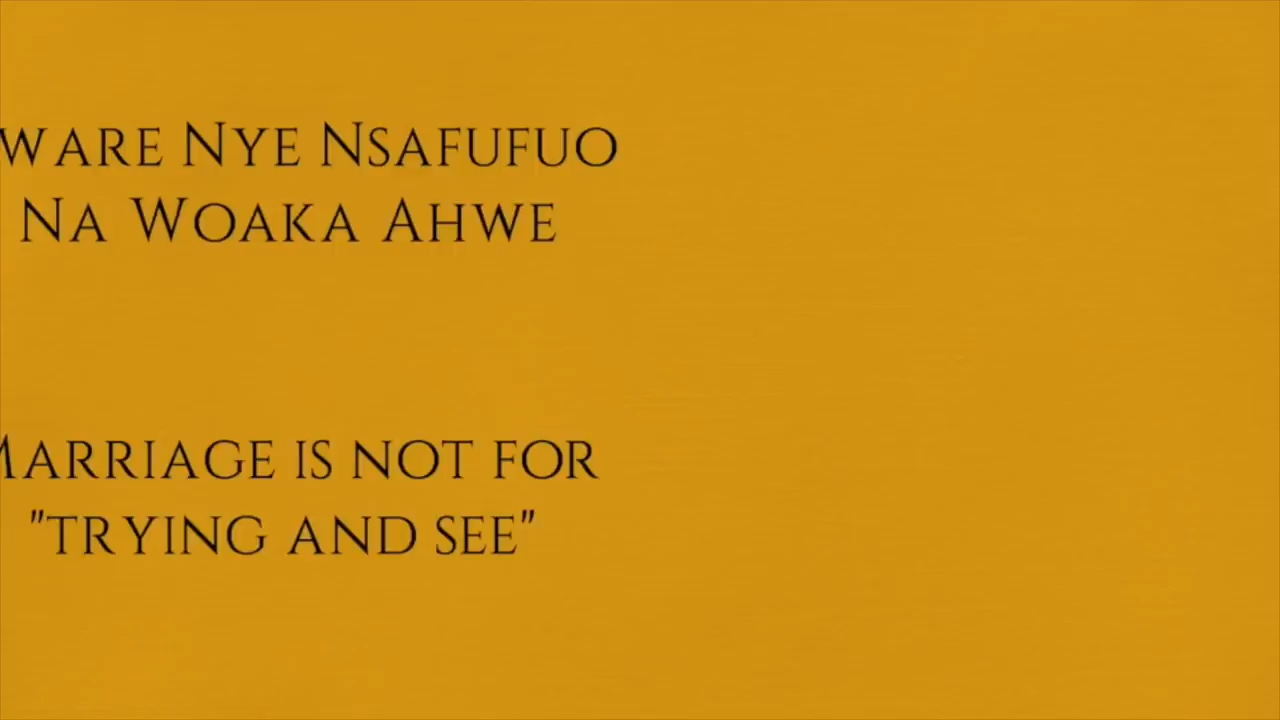 WARE NYE NSAFUFUO
NA WOAKA AHWE
MARRIAGE IS NOT FOR
"TRYING AND SEE"